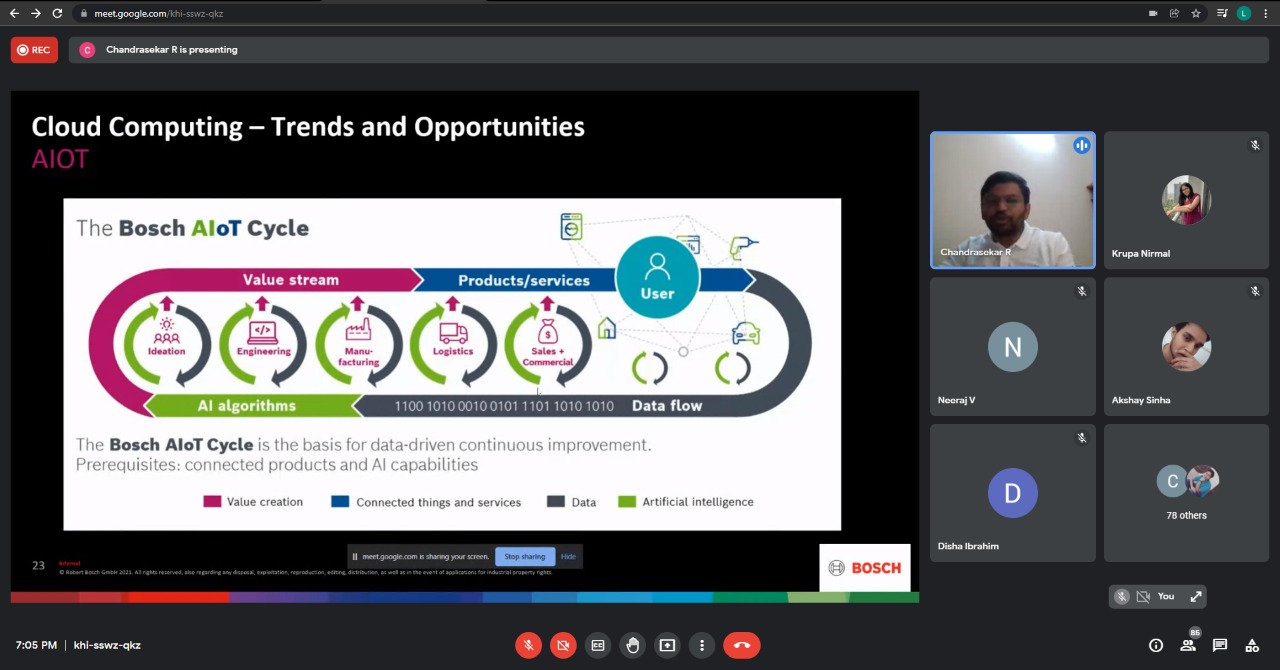 meet.google.com/khi-sswz-qkz
L
REC
C
Chandrasekar R is presenting
Cloud Computing – Trends and Opportunities
AIOT
The Bosch AIoT Cycle
Value stream
Products/services
User
Ideation
Engineering
Manu-
facturing
Logistics
$
Sales +
Commercial
AI algorithms
1100 1010 0010 0101 1101 1010 1010
Data flow
The Bosch AIoT Cycle is the basis for data-driven continuous improvement.
Prerequisites: connected products and AI capabilities
Value creation
Connected things and services
Data
Artificial intelligence
meet.google.com is sharing your screen.
Stop sharing
Hide
23
Internal
© Robert Bosch GmbH 2021. All rights reserved, also regarding any disposal, exploitation, reproduction, editing, distribution, as well as in the event of applications for industrial property rights.
BOSCH
Chandrasekar R
Krupa Nirmal
N
Neeraj V
Akshay Sinha
D
Disha Ibrahim
C
78 others
You
7:05 PM | khi-sswz-qkz
85